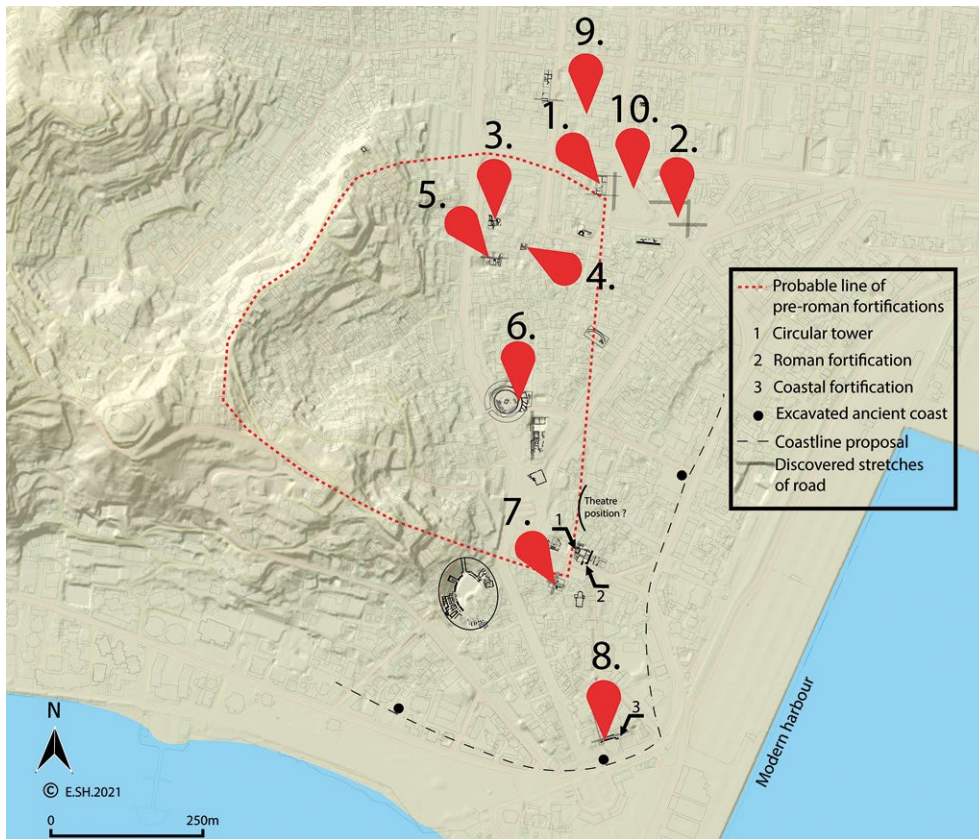 9.
1.
10.
2.
3.
5.
4.
6.
Theatre
position ?
7.
1
2
8.
3
Modern harbour
Probable line of
pre-roman fortifications
1 Circular tower
2 Roman fortification
3 Coastal fortification
Excavated ancient coast
Coastline proposal
Discovered stretches
of road
N
© E.SH.2021
0 250m